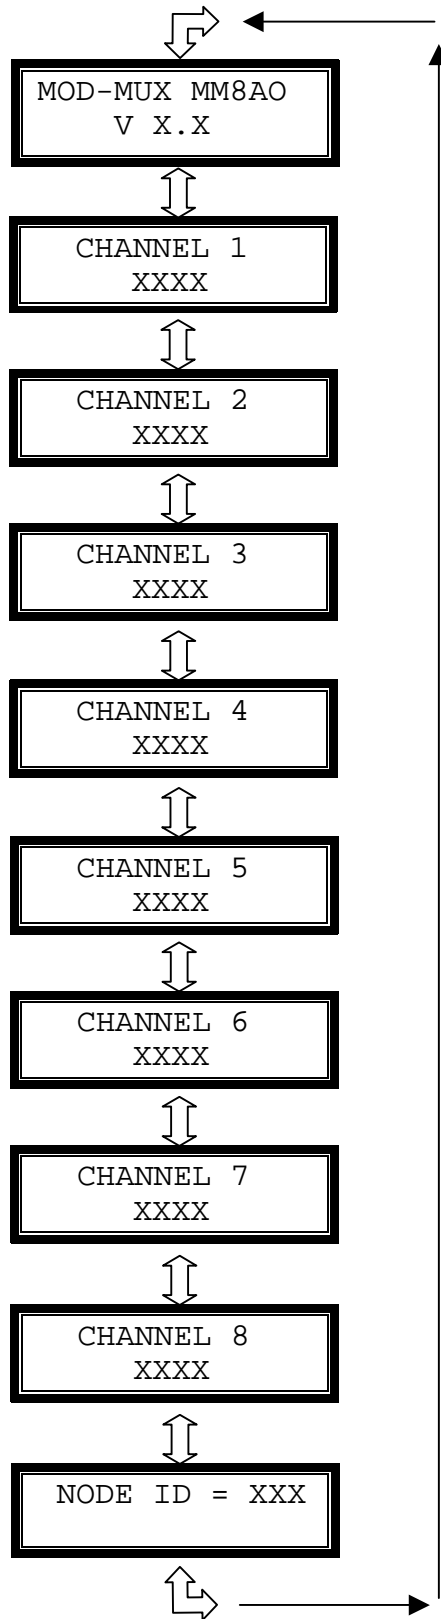 MOD-MUX MM8AO
V X.X
CHANNEL 1
XXXX
CHANNEL 2
XXXX
CHANNEL 3
XXXX
CHANNEL 4
XXXX
CHANNEL 5
XXXX
CHANNEL 6
XXXX
CHANNEL 7
XXXX
CHANNEL 8
XXXX
NODE ID = XXX